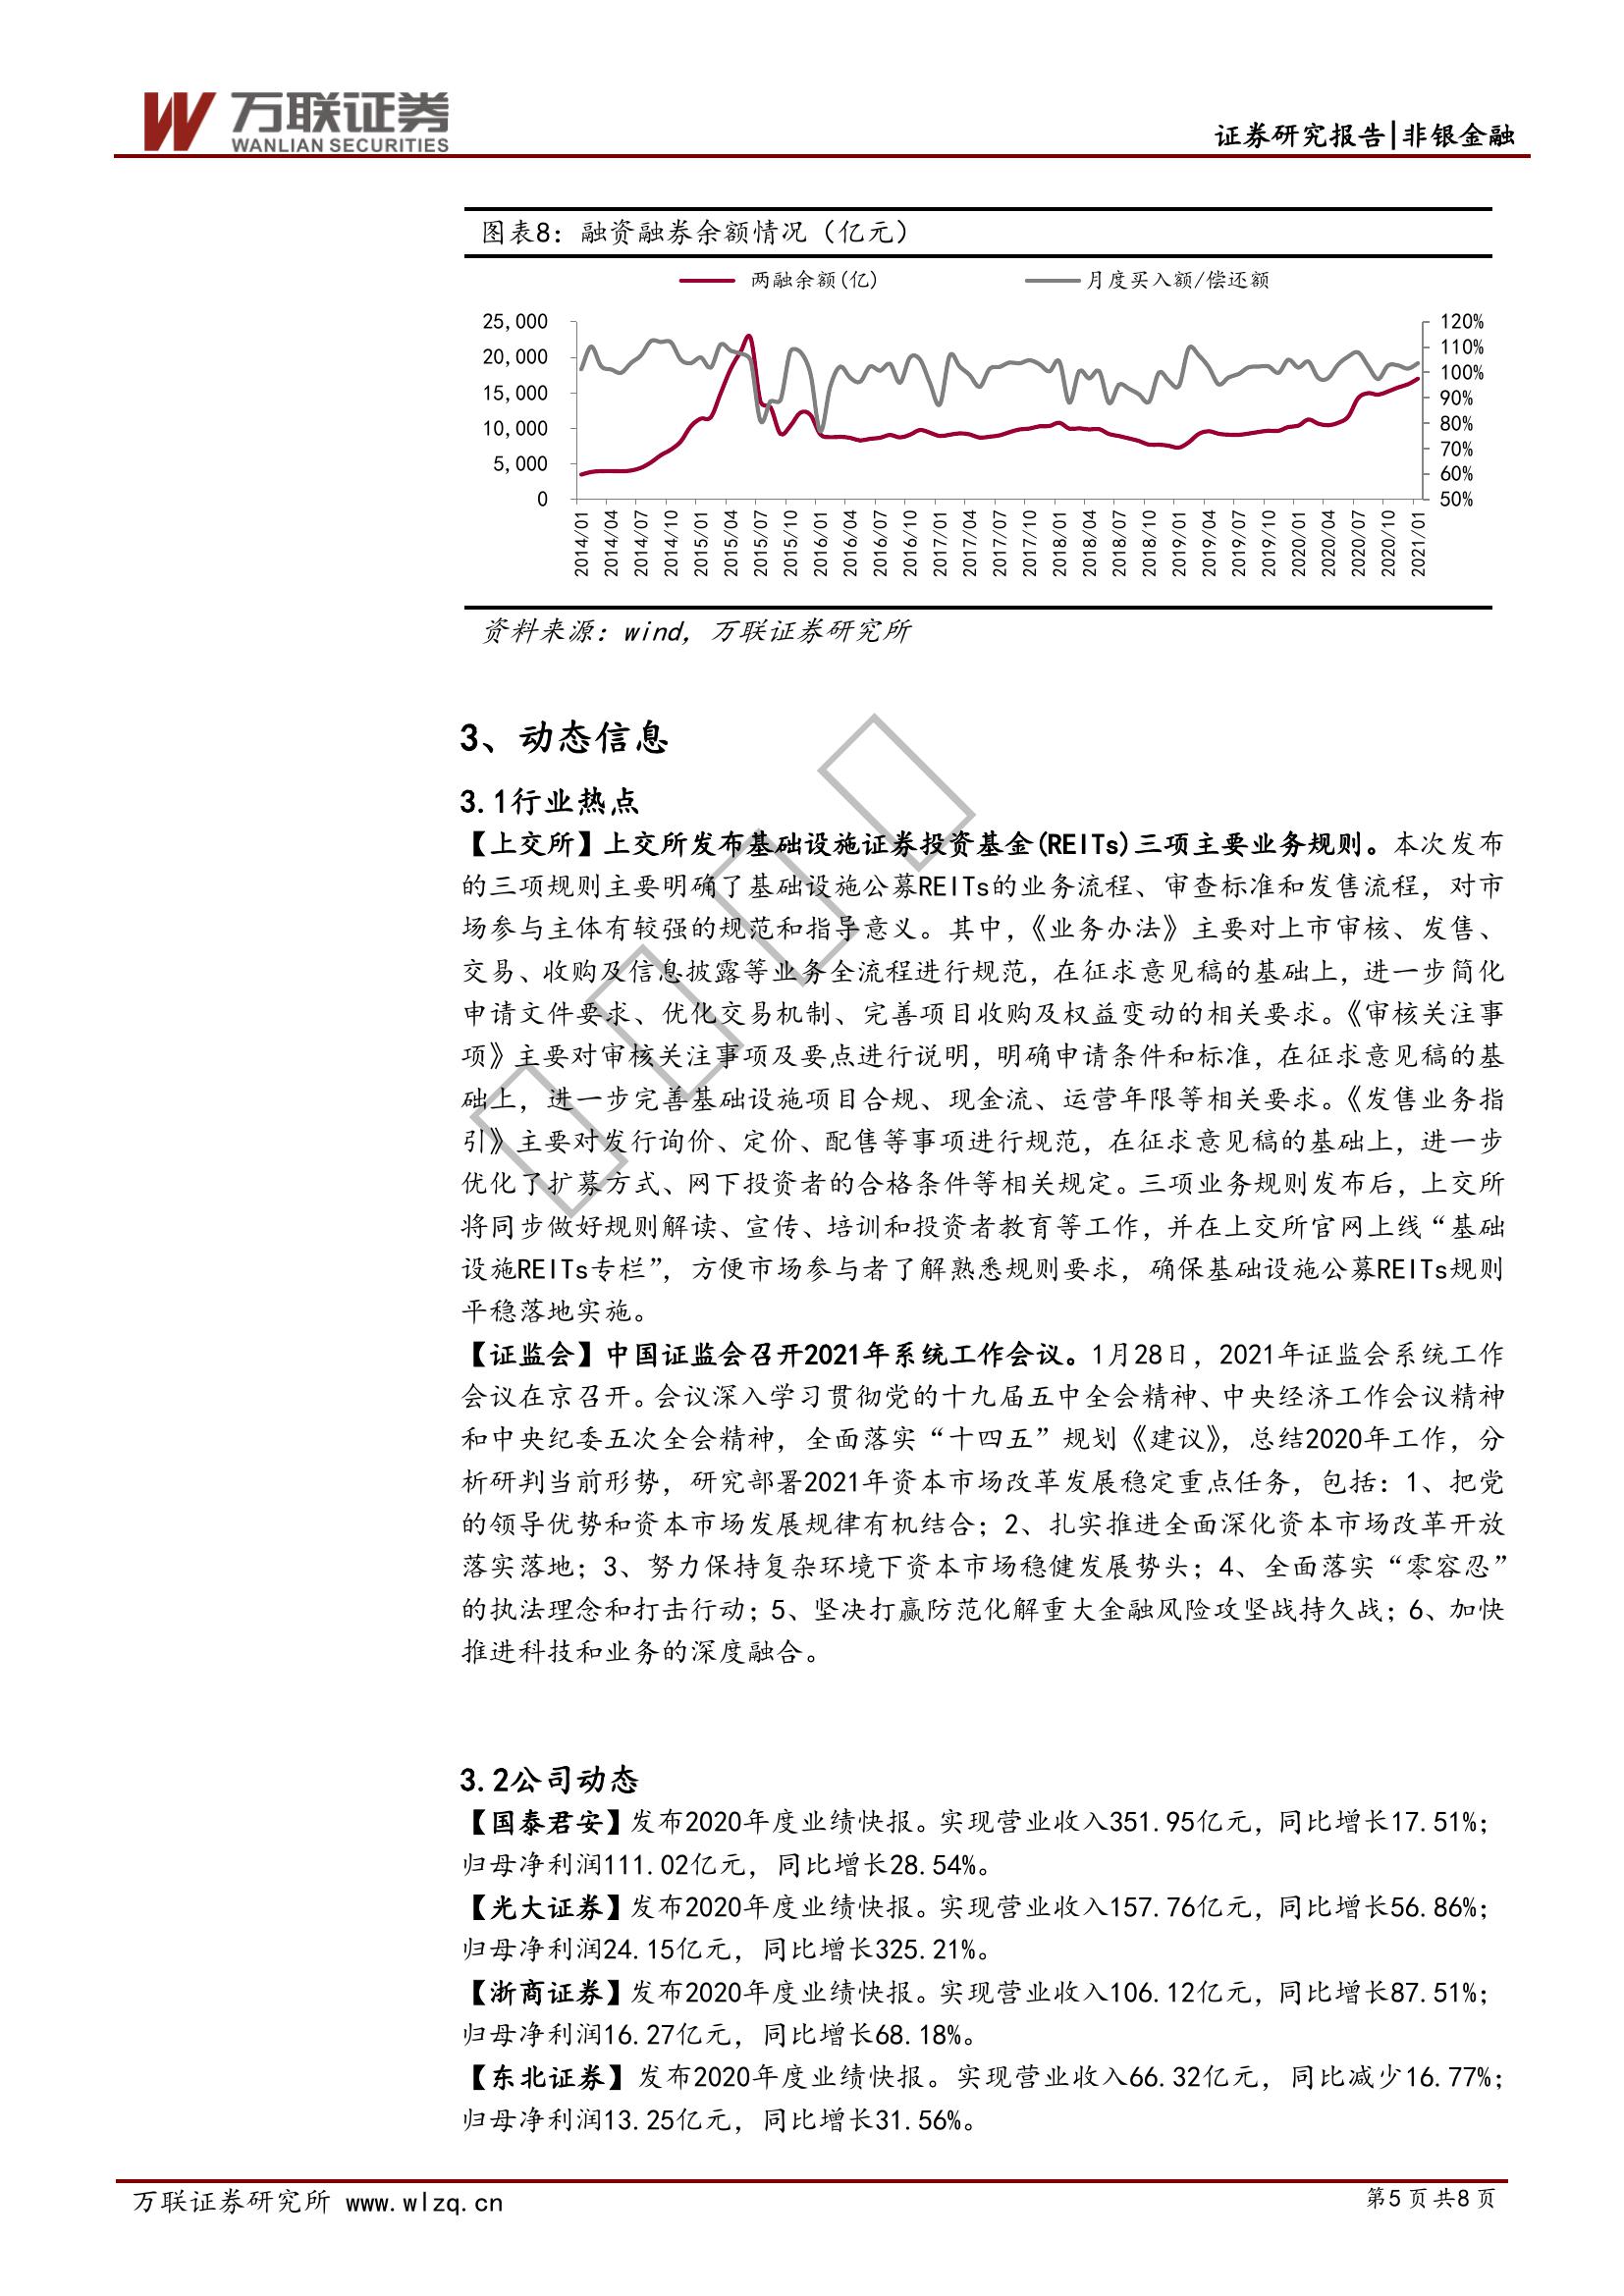 万联证券
WANLIAN SECURITIES
证券研究报告|非银金融
图表8：融资融券余额情况（亿元）
两融余额(亿) 月度买入额/偿还额
25,000 120%
20,000 110%
15,000 100%
10,000 90%
5,000 80%
0 70%
60%
50%
2014/01 2014/04 2014/07 2014/10 2015/01 2015/04 2015/07 2015/10 2016/01 2016/04 2016/07 2016/10 2017/01 2017/04 2017/07 2017/10 2018/01 2018/04 2018/07 2018/10 2019/01 2019/04 2019/07 2019/10 2020/01 2020/04 2020/07 2020/10 2021/01
资料来源：wind，万联证券研究所
3、动态信息
3.1行业热点
【上交所】上交所发布基础设施证券投资基金(REITs)三项主要业务规则。本次发布
的三项规则主要明确了基础设施公募REITs的业务流程、审查标准和发售流程，对市
场参与主体有较强的规范和指导意义。其中，《业务办法》主要对上市审核、发售、
交易、收购及信息披露等业务全流程进行规范，在征求意见稿的基础上，进一步简化
申请文件要求、优化交易机制、完善项目收购及权益变动的相关要求。《审核关注事
项》主要对审核关注事项及要点进行说明，明确申请条件和标准，在征求意见稿的基
础上，进一步完善基础设施项目合规、现金流、运营年限等相关要求。《发售业务指
引》主要对发行询价、定价、配售等事项进行规范，在征求意见稿的基础上，进一步
优化了扩募方式、网下投资者的合格条件等相关规定。三项业务规则发布后，上交所
将同步做好规则解读、宣传、培训和投资者教育等工作，并在上交所官网上线“基础
设施REITs专栏”，方便市场参与者了解熟悉规则要求，确保基础设施公募REITs规则
平稳落地实施。
【证监会】中国证监会召开2021年系统工作会议。1月28日，2021年证监会系统工作
会议在京召开。会议深入学习贯彻党的十九届五中全会精神、中央经济工作会议精神
和中央纪委五次全会精神，全面落实“十四五”规划《建议》，总结2020年工作，分
析研判当前形势，研究部署2021年资本市场改革发展稳定重点任务，包括：1、把党
的领导优势和资本市场发展规律有机结合；2、扎实推进全面深化资本市场改革开放
落实落地；3、努力保持复杂环境下资本市场稳健发展势头；4、全面落实“零容忍”
的执法理念和打击行动；5、坚决打赢防范化解重大金融风险攻坚战持久战；6、加快
推进科技和业务的深度融合。
3.2公司动态
【国泰君安】发布2020年度业绩快报。实现营业收入351.95亿元，同比增长17.51%；
归母净利润111.02亿元，同比增长28.54%。
【光大证券】发布2020年度业绩快报。实现营业收入157.76亿元，同比增长56.86%；
归母净利润24.15亿元，同比增长325.21%。
【浙商证券】发布2020年度业绩快报。实现营业收入106.12亿元，同比增长87.51%；
归母净利润16.27亿元，同比增长68.18%。
【东北证券】发布2020年度业绩快报。实现营业收入66.32亿元，同比减少16.77%；
归母净利润13.25亿元，同比增长31.56%。
万联证券研究所 www.wlzq.cn
第5页共8页